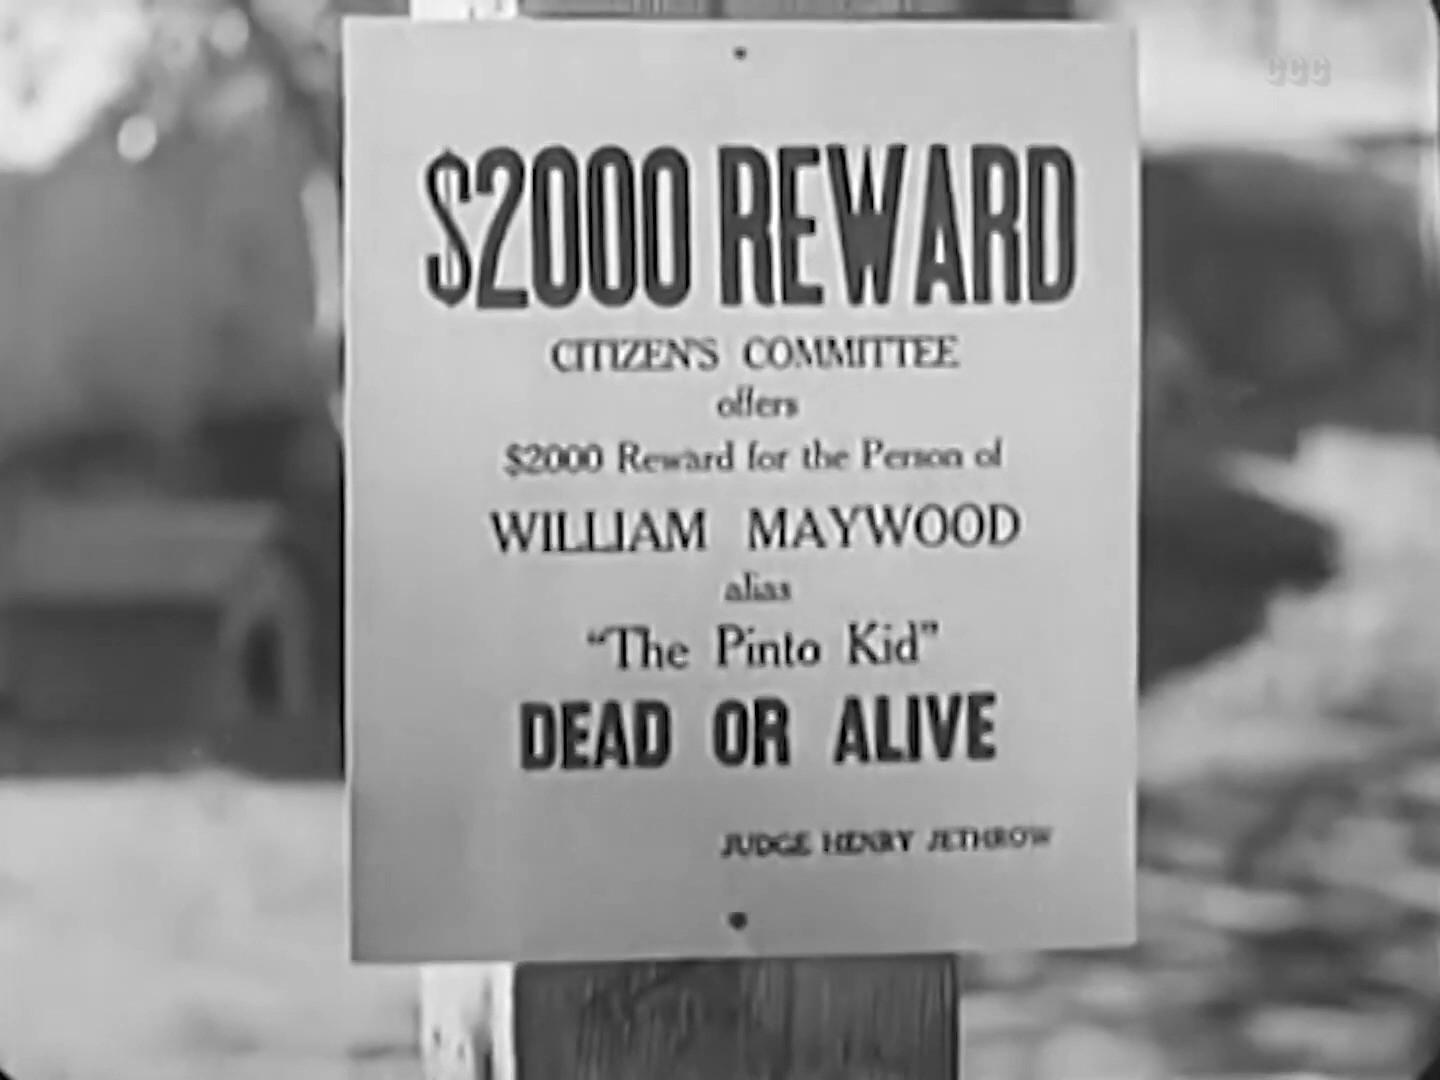 CCC
$2000 REWARD
CITIZEN'S COMMITTEE
offers
$2000 Reward for the Person of
WILLIAM MAYWOOD
alias
"The Pinto Kid"
DEAD OR ALIVE
JUDGE HENRY JETHROW